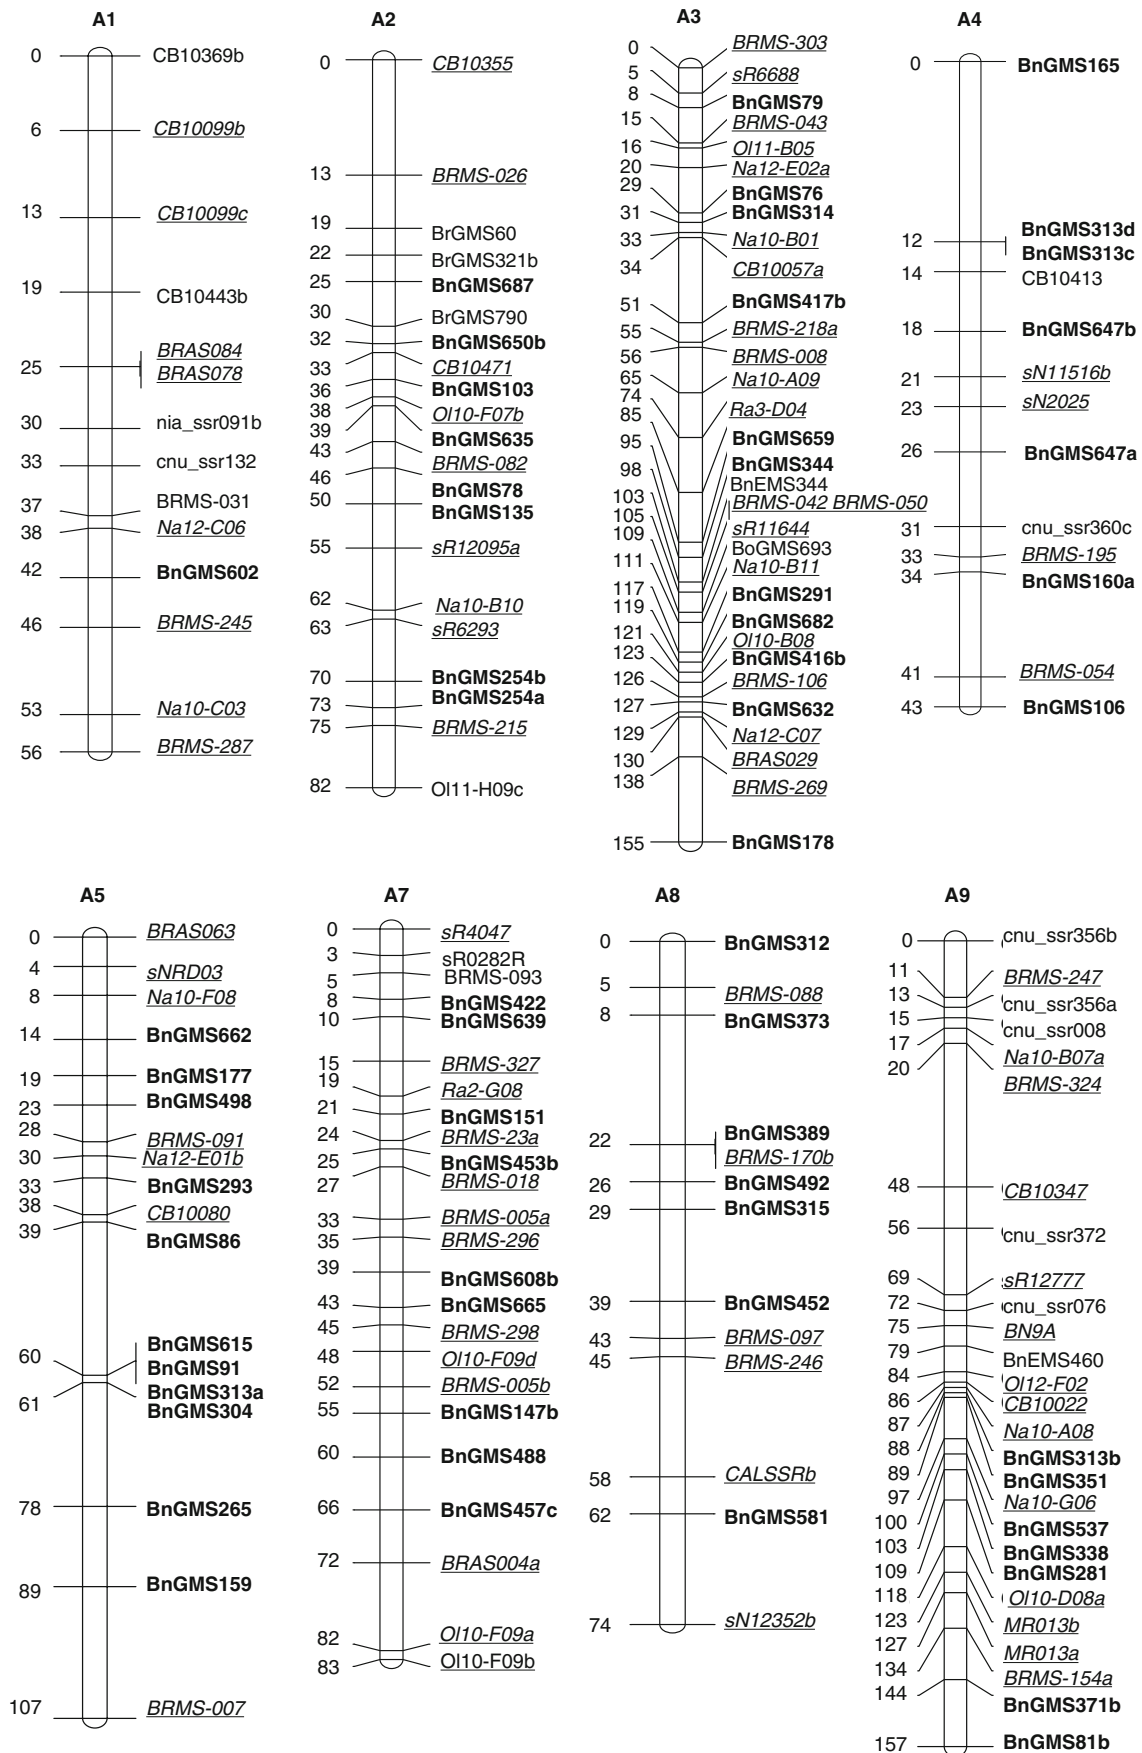 A1
0 CB10369b
6 CB10099b
13 CB10099c
19 CB10443b
25 BRAS084
BRAS078
30 nia_ssr091b
33 cnu_ssr132
37 BRMS-031
38 Na12-C06
42 BnGMS602
46 BRMS-245
53 Na10-C03
56 BRMS-287
A2
0 CB10355
13 BRMS-026
19 BrGMS60
22 BrGMS321b
25 BnGMS687
30 BrGMS790
32 BnGMS650b
33 CB10471
36 BnGMS103
38 Ol10-F07b
39 BnGMS635
43 BRMS-082
46 BnGMS78
50 BnGMS135
55 sR12095a
62 Na10-B10
63 sR6293
70 BnGMS254b
73 BnGMS254a
75 BRMS-215
82 Ol11-H09c
A3
0 BRMS-303
5 sR6688
8 BnGMS79
15 BRMS-043
16 Ol11-B05
20 Na12-E02a
29 BnGMS76
31 BnGMS314
33 Na10-B01
34 CB10057a
51 BnGMS417b
55 BRMS-218a
56 BRMS-008
65 Na10-A09
74 Ra3-D04
85 BnGMS659
95 BnGMS344
98 BnEMS344
103 BRMS-042 BRMS-050
105 sR11644
109 BoGMS693
111 Na10-B11
117 BnGMS291
119 BnGMS682
121 Ol10-B08
123 BnGMS416b
126 BRMS-106
127 BnGMS632
129 Na12-C07
130 BRAS029
138 BRMS-269
155 BnGMS178
A4
0 BnGMS165
12 BnGMS313d
BnGMS313c
14 CB10413
18 BnGMS647b
21 sN11516b
23 sN2025
26 BnGMS647a
31 cnu_ssr360c
33 BRMS-195
34 BnGMS160a
41 BRMS-054
43 BnGMS106
A5
0 BRAS063
4 sNRD03
8 Na10-F08
14 BnGMS662
19 BnGMS177
23 BnGMS498
28 BRMS-091
30 Na12-E01b
33 BnGMS293
38 CB10080
39 BnGMS86
60 BnGMS615
BnGMS91
61 BnGMS313a
BnGMS304
78 BnGMS265
89 BnGMS159
107 BRMS-007
A7
0 sR4047
3 sR0282R
5 BRMS-093
8 BnGMS422
10 BnGMS639
15 BRMS-327
19 Ra2-G08
21 BnGMS151
24 BRMS-23a
25 BnGMS453b
27 BRMS-018
33 BRMS-005a
35 BRMS-296
39 BnGMS608b
43 BnGMS665
45 BRMS-298
48 Ol10-F09d
52 BRMS-005b
55 BnGMS147b
60 BnGMS488
66 BnGMS457c
72 BRAS004a
82 Ol10-F09a
83 Ol10-F09b
A8
0 BnGMS312
5 BRMS-088
8 BnGMS373
22 BnGMS389
BRMS-170b
26 BnGMS492
29 BnGMS315
39 BnGMS452
43 BRMS-097
45 BRMS-246
58 CALSSRb
62 BnGMS581
74 sN12352b
A9
0 cnu_ssr356b
11 BRMS-247
13 cnu_ssr356a
15 cnu_ssr008
17 Na10-B07a
20 BRMS-324
48 CB10347
56 cnu_ssr372
69 sR12777
72 cnu_ssr076
75 BN9A
79 BnEMS460
84 Ol12-F02
86 CB10022
87 Na10-A08
88 BnGMS313b
89 BnGMS351
97 Na10-G06
100 BnGMS537
103 BnGMS338
109 BnGMS281
118 Ol10-D08a
123 MR013b
127 MR013a
134 BRMS-154a
144 BnGMS371b
157 BnGMS81b